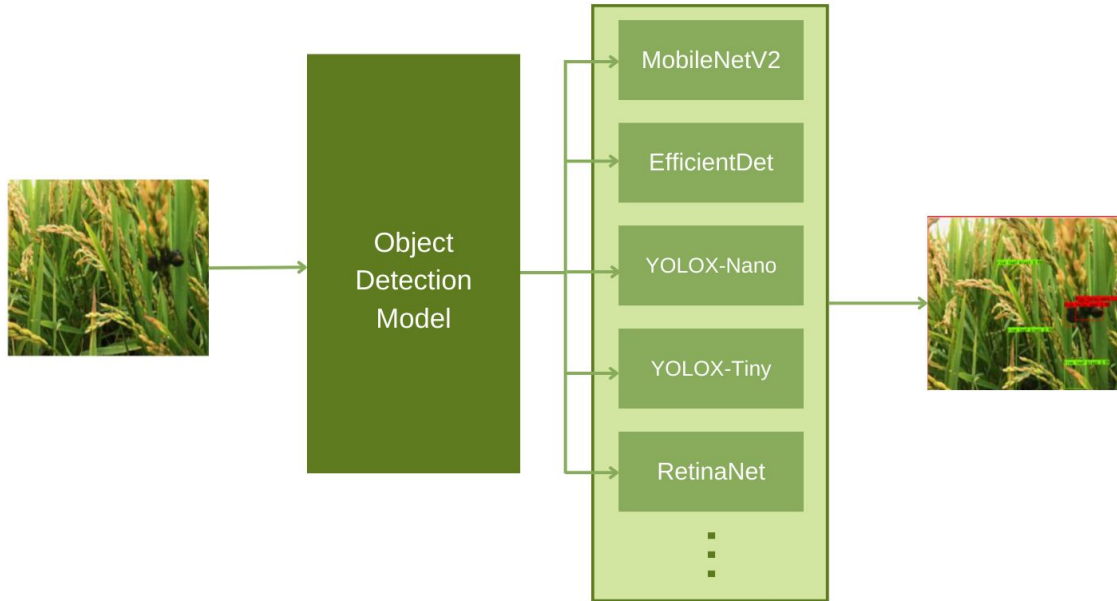 Object
Detection
Model
MobileNetV2
EfficientDet
YOLOX-Nano
YOLOX-Tiny
RetinaNet